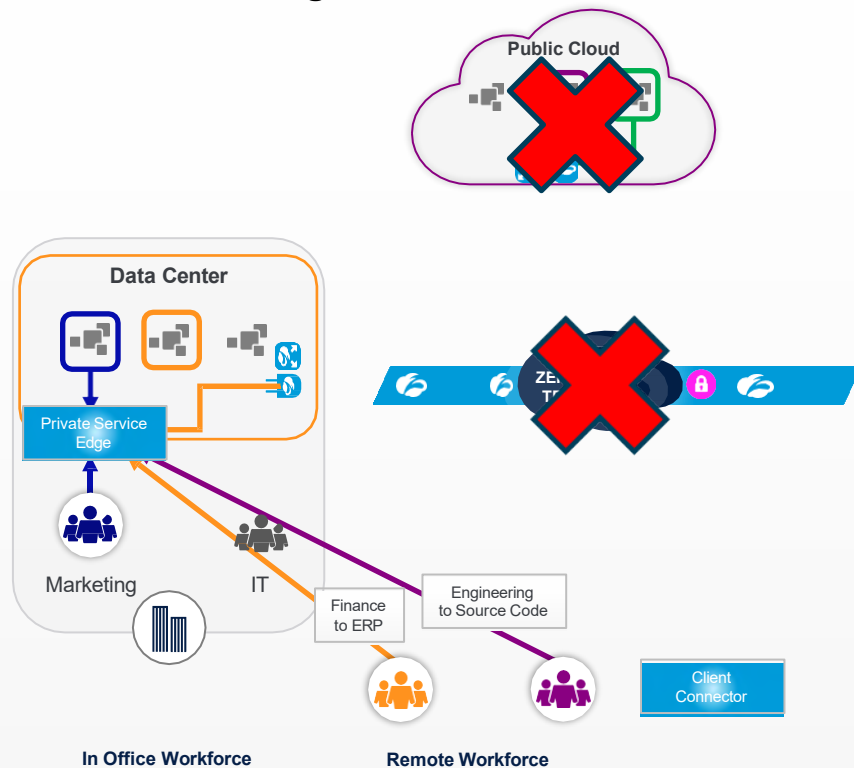 Public Cloud
Data Center
Private Service
Edge
Marketing
IT
Finance
to ERP
Engineering
to Source Code
Client
Connector
In Office Workforce
Remote Workforce